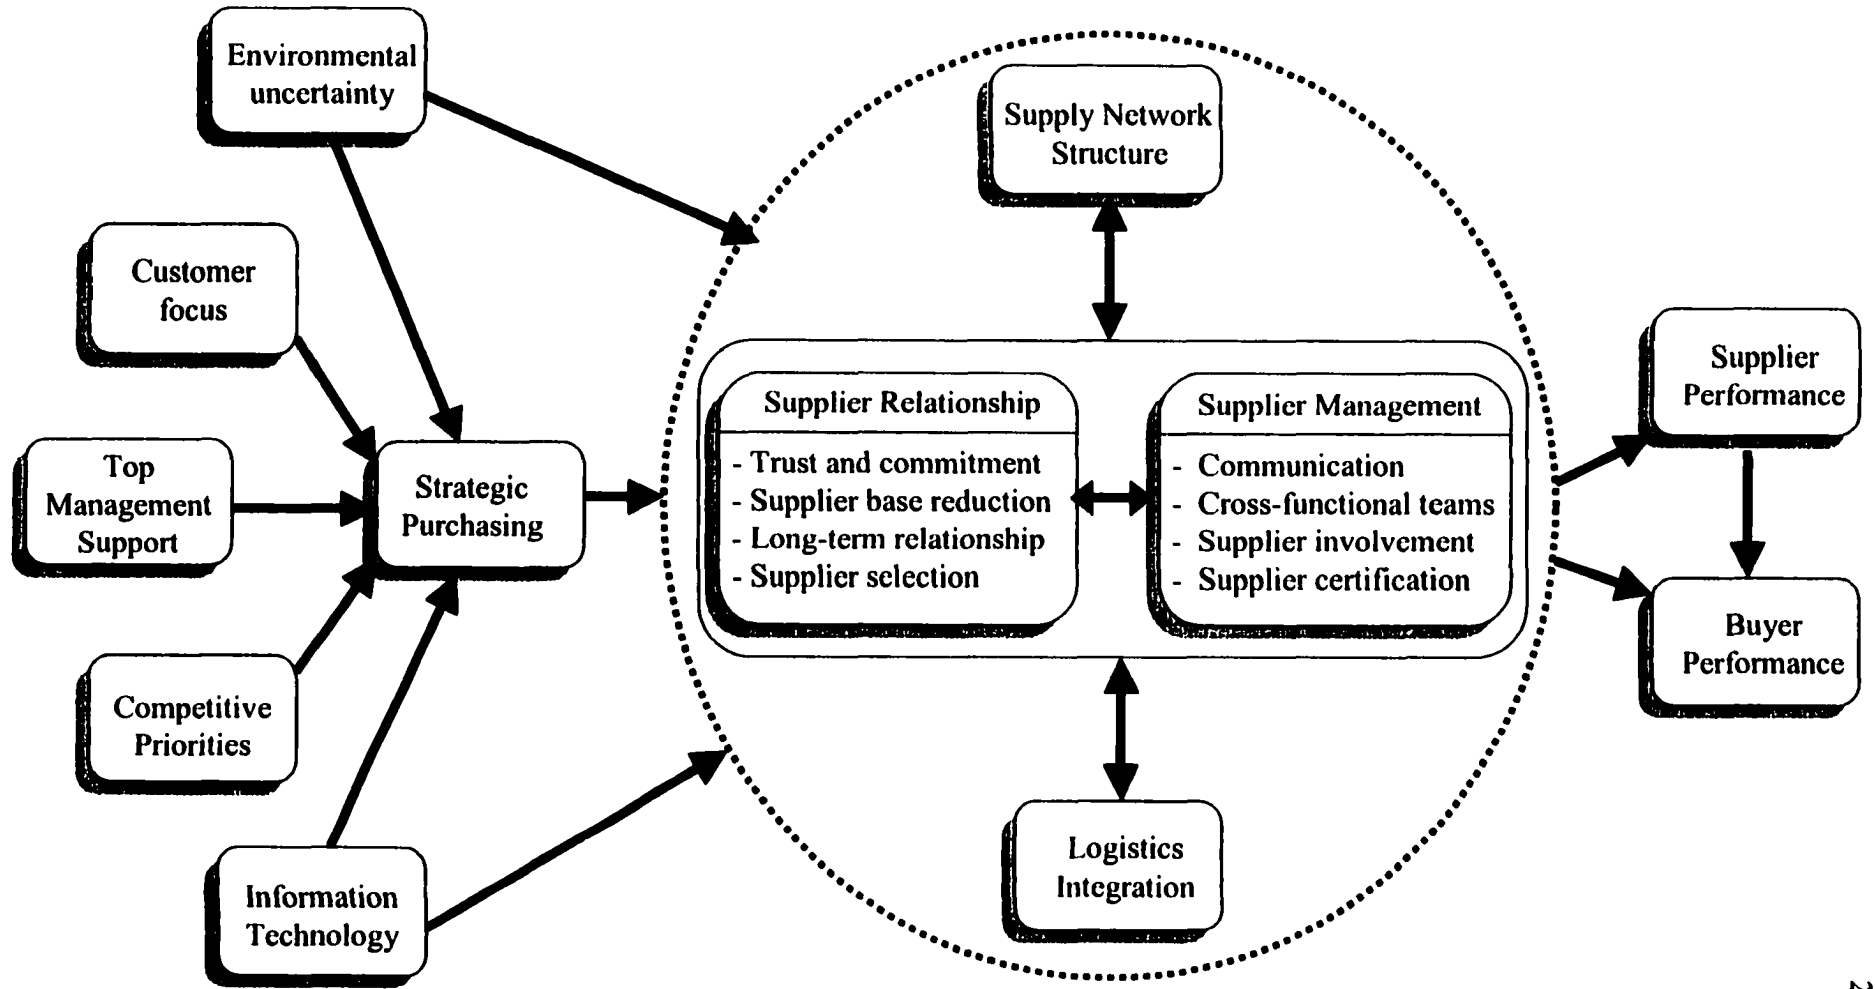 Environmental
uncertainty
Customer
focus
Top
Management
Support
Competitive
Priorities
Information
Technology
Strategic
Purchasing
Supply Network
Structure
Supplier Relationship
- Trust and commitment
- Supplier base reduction
- Long-term relationship
- Supplier selection
Supplier Management
- Communication
- Cross-functional teams
- Supplier involvement
- Supplier certification
Logistics
Integration
Supplier
Performance
Buyer
Performance